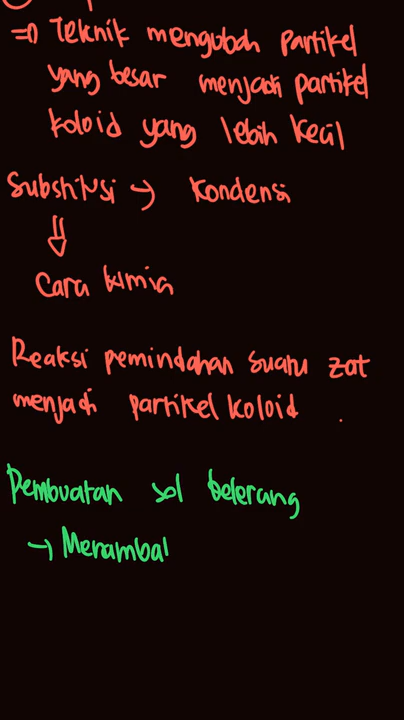 => Teknik mengubah partikel
yang besar menjadi partikel
koloid yang lebih kecil
Substitusi → Kondensi
⇓
Cara kimia
Reaksi pemindahan suatu zat
menjadi partikel koloid .
Pembuatan sol belerang
→ Merambal